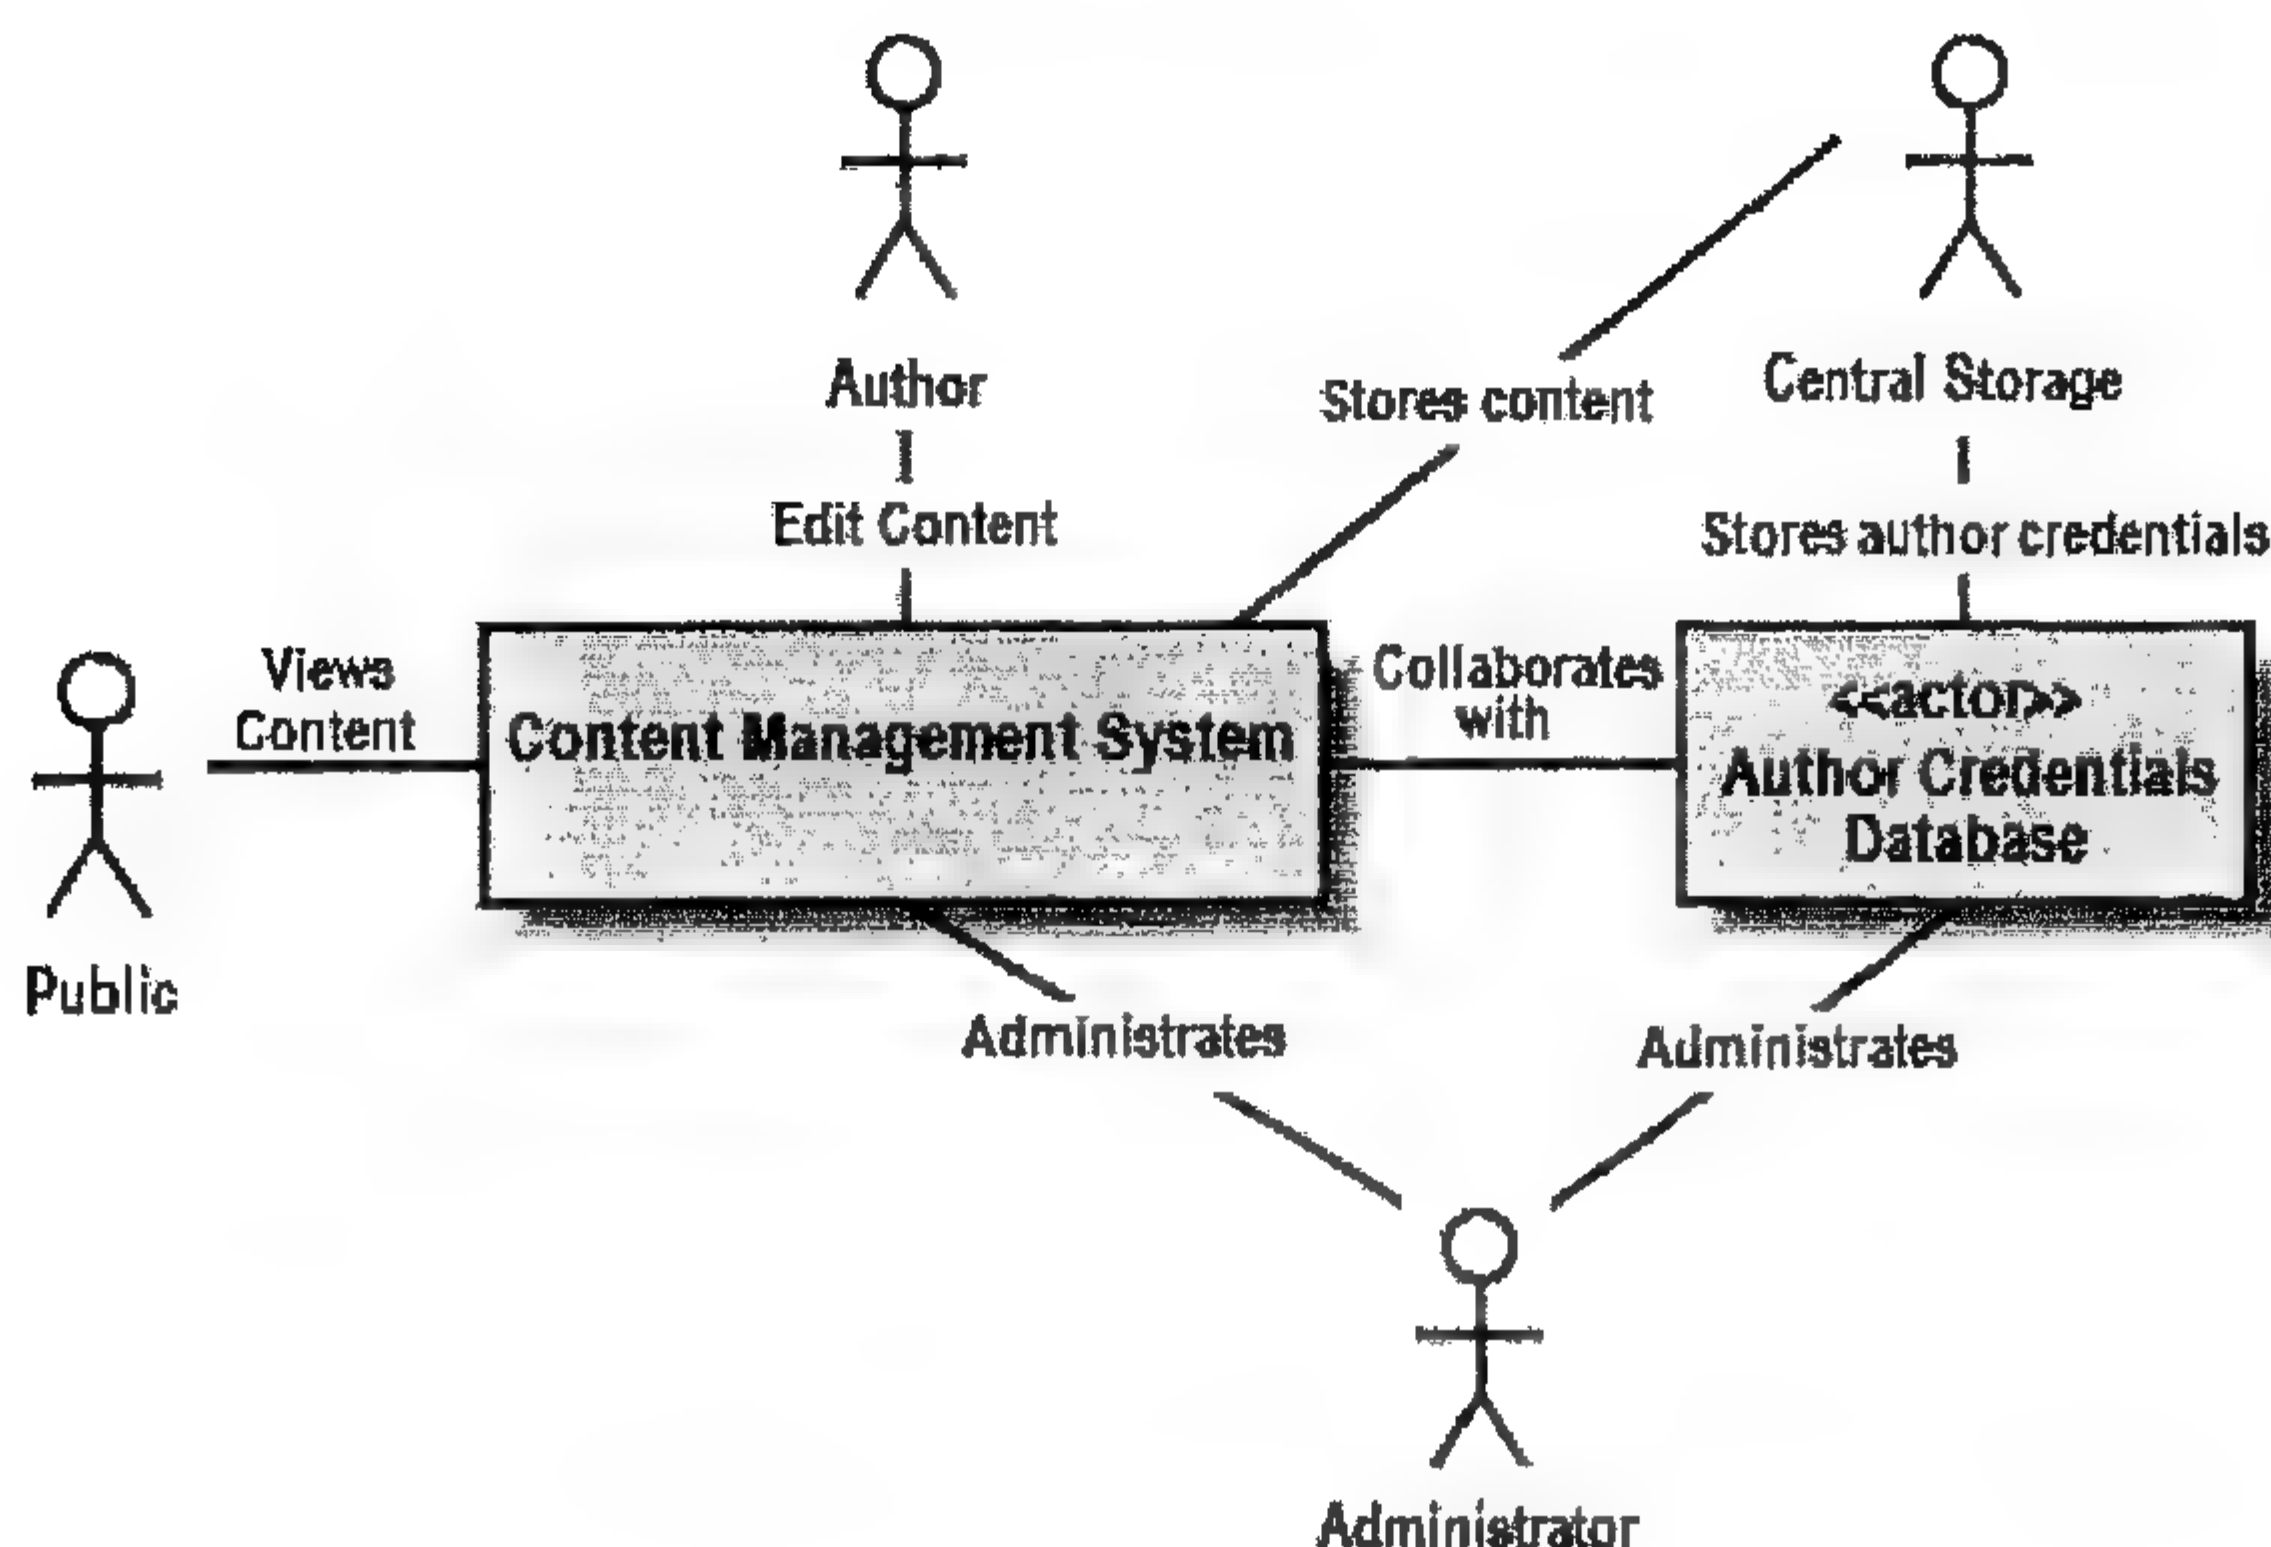 Author
Central Storage
Stores content
Edit Content
Stores author credentials
Views
Content
Content Management System
Collaborates
with
<<actor>>
Author Credentials
Database
Public
Administrates
Administrates
Administrator